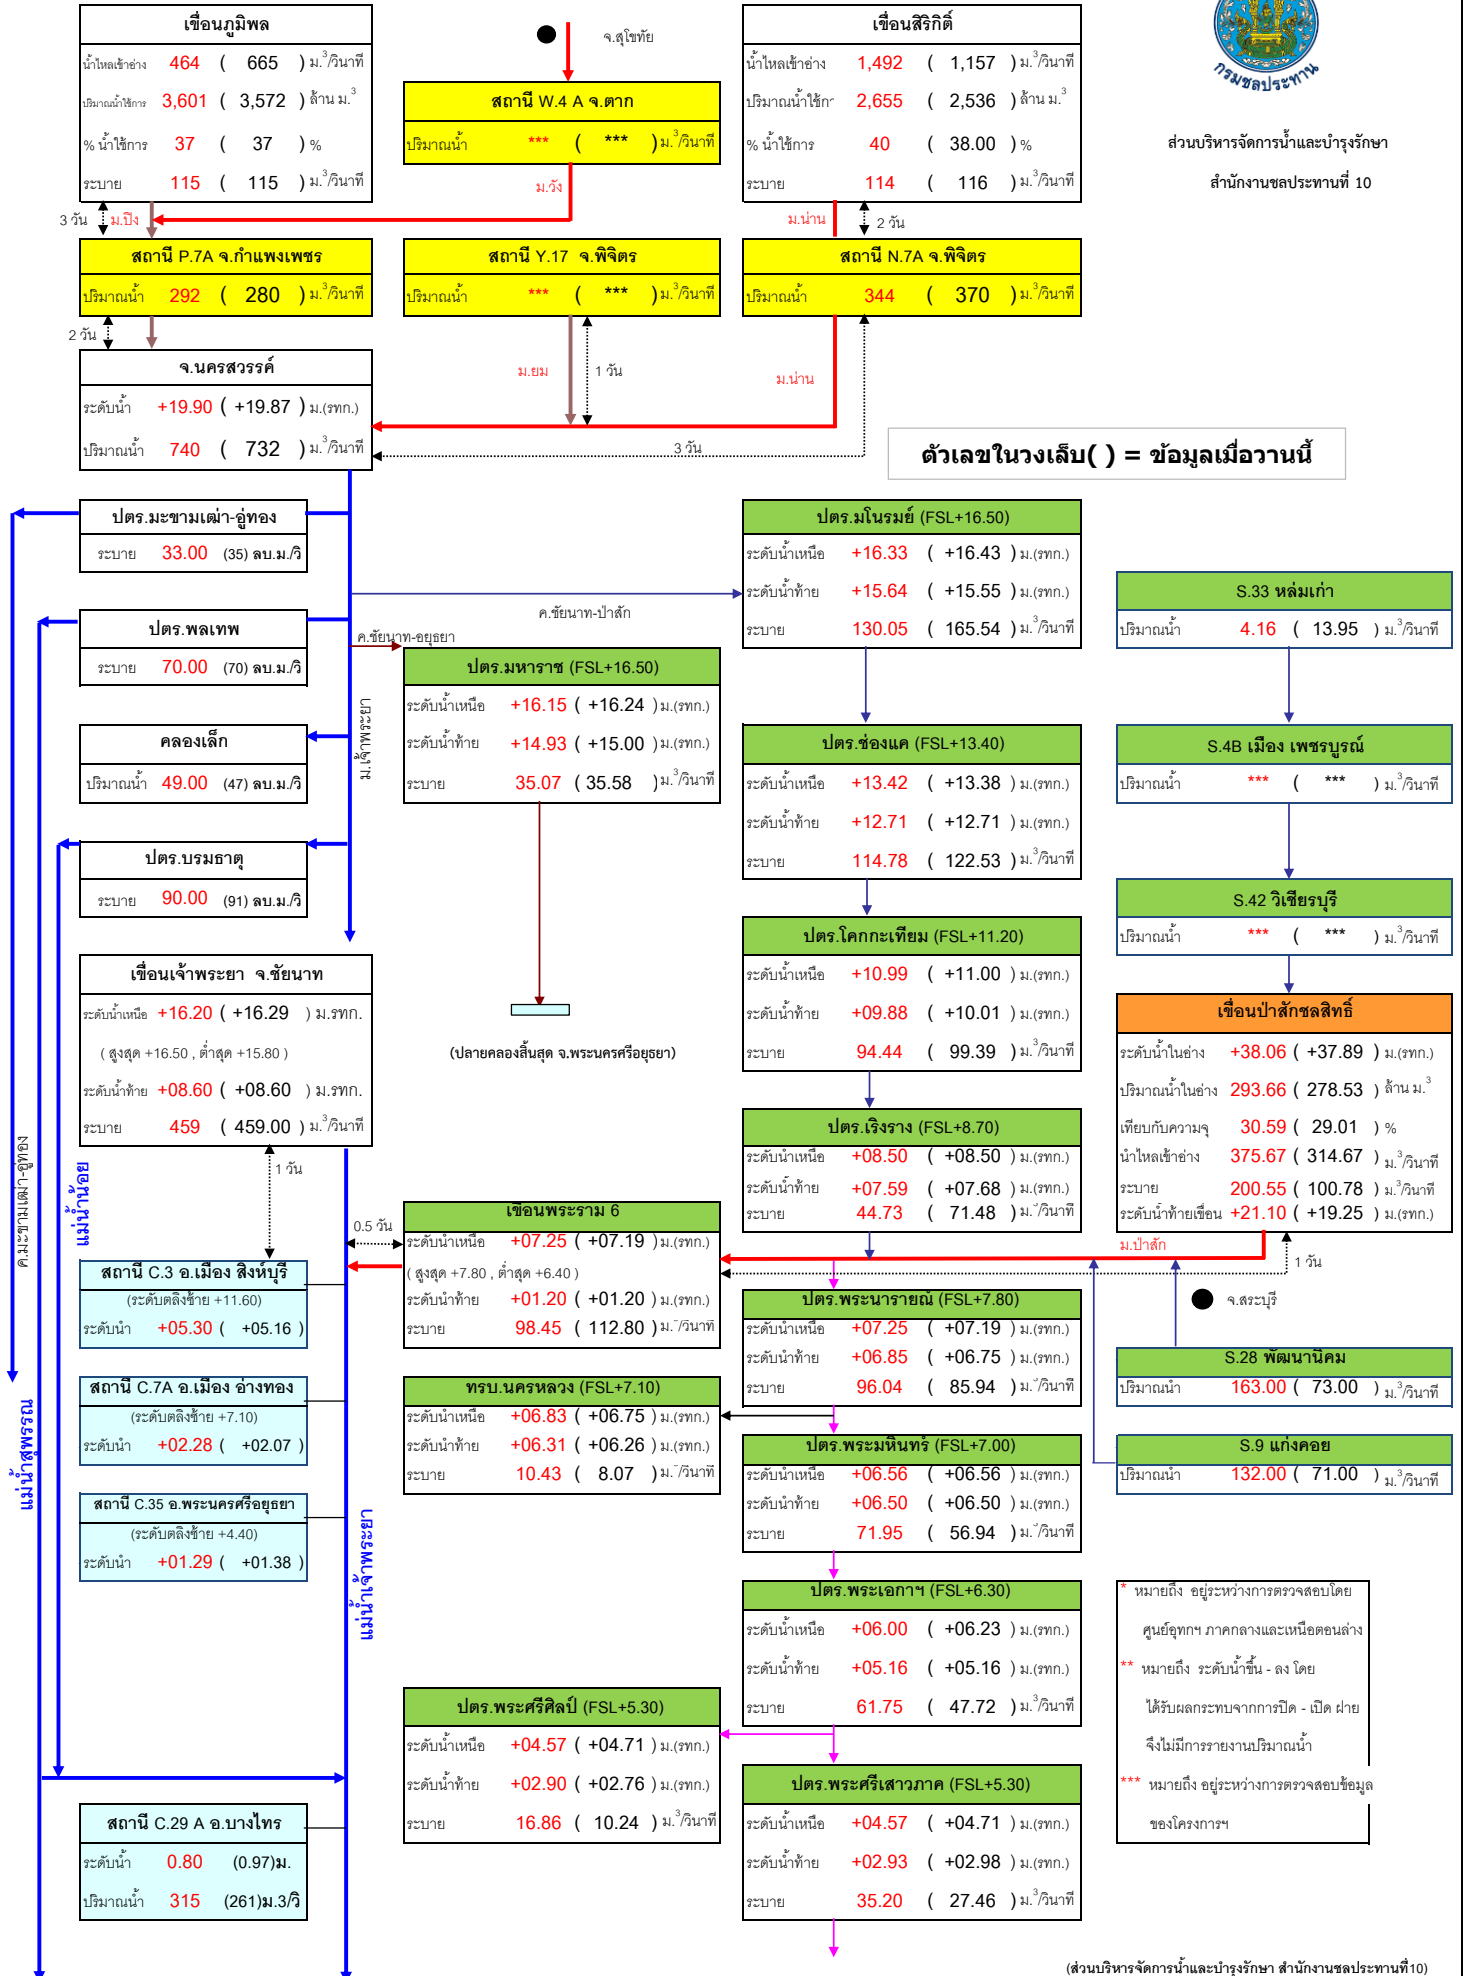 เขื่อนภูมิพล
น้ำไหลเข้าอ่าง 464 ( 665 ) ม.³/วินาที
ปริมาณน้ำใช้การ 3,601 ( 3,572 ) ล้าน ม.³
% น้ำใช้การ 37 ( 37 ) %
ระบาย 115 ( 115 ) ม.³/วินาที
จ.สุโขทัย
สถานี W.4 A จ.ตาก
ปริมาณน้ำ *** ( *** ) ม.³/วินาที
เขื่อนสิริกิติ์
น้ำไหลเข้าอ่าง 1,492 ( 1,157 ) ม.³/วินาที
ปริมาณน้ำใช้กา 2,655 ( 2,536 ) ล้าน ม.³
% น้ำใช้การ 40 ( 38.00 ) %
ระบาย 114 ( 116 ) ม.³/วินาที
กรมชลประทาน
ส่วนบริหารจัดการน้ำและบำรุงรักษา
สำนักงานชลประทานที่ 10
3 วัน ม.ปิง
ม.วัง
ม.น่าน
2 วัน
สถานี P.7A จ.กำแพงเพชร
ปริมาณน้ำ 292 ( 280 ) ม.³/วินาที
สถานี Y.17 จ.พิจิตร
ปริมาณน้ำ *** ( *** ) ม.³/วินาที
สถานี N.7A จ.พิจิตร
ปริมาณน้ำ 344 ( 370 ) ม.³/วินาที
2 วัน
ม.ยม
1 วัน
ม.น่าน
3 วัน
จ.นครสวรรค์
ระดับน้ำ +19.90 ( +19.87 ) ม.(รทก.)
ปริมาณน้ำ 740 ( 732 ) ม.³/วินาที
ตัวเลขในวงเล็บ( ) = ข้อมูลเมื่อวานนี้
ปตร.มะขามเฒ่า-อู่ทอง
ระบาย 33.00 (35) ลบ.ม./วิ
ปตร.พลเทพ
ระบาย 70.00 (70) ลบ.ม./วิ
คลองเล็ก
ปริมาณน้ำ 49.00 (47) ลบ.ม./วิ
ปตร.บรมธาตุ
ระบาย 90.00 (91) ลบ.ม./วิ
ม.เจ้าพระยา
ค.ชัยนาท-ป่าสัก
ค.ชัยนาท-อยุธยา
ปตร.มหาราช (FSL+16.50)
ระดับน้ำเหนือ +16.15 ( +16.24 ) ม.(รทก.)
ระดับน้ำท้าย +14.93 ( +15.00 ) ม.(รทก.)
ระบาย 35.07 ( 35.58 ) ม.³/วินาที
(ปลายคลองสิ้นสุด จ.พระนครศรีอยุธยา)
ปตร.มโนรมย์ (FSL+16.50)
ระดับน้ำเหนือ +16.33 ( +16.43 ) ม.(รทก.)
ระดับน้ำท้าย +15.64 ( +15.55 ) ม.(รทก.)
ระบาย 130.05 ( 165.54 ) ม.³/วินาที
ปตร.ช่องแค (FSL+13.40)
ระดับน้ำเหนือ +13.42 ( +13.38 ) ม.(รทก.)
ระดับน้ำท้าย +12.71 ( +12.71 ) ม.(รทก.)
ระบาย 114.78 ( 122.53 ) ม.³/วินาที
ปตร.โคกกะเทียม (FSL+11.20)
ระดับน้ำเหนือ +10.99 ( +11.00 ) ม.(รทก.)
ระดับน้ำท้าย +09.88 ( +10.01 ) ม.(รทก.)
ระบาย 94.44 ( 99.39 ) ม.³/วินาที
ปตร.เริงราง (FSL+8.70)
ระดับน้ำเหนือ +08.50 ( +08.50 ) ม.(รทก.)
ระดับน้ำท้าย +07.59 ( +07.68 ) ม.(รทก.)
ระบาย 44.73 ( 71.48 ) ม.³/วินาที
S.33 หล่มเก่า
ปริมาณน้ำ 4.16 ( 13.95 ) ม.³/วินาที
S.4B เมือง เพชรบูรณ์
ปริมาณน้ำ *** ( *** ) ม.³/วินาที
S.42 วิเชียรบุรี
ปริมาณน้ำ *** ( *** ) ม.³/วินาที
เขื่อนป่าสักชลสิทธิ์
ระดับน้ำในอ่าง +38.06 ( +37.89 ) ม.(รทก.)
ปริมาณน้ำในอ่าง 293.66 ( 278.53 ) ล้าน ม.³
เทียบกับความจุ 30.59 ( 29.01 ) %
น้ำไหลเข้าอ่าง 375.67 ( 314.67 ) ม.³/วินาที
ระบาย 200.55 ( 100.78 ) ม.³/วินาที
ระดับน้ำท้ายเขื่อน +21.10 ( +19.25 ) ม.(รทก.)
เขื่อนเจ้าพระยา จ.ชัยนาท
ระดับน้ำเหนือ +16.20 ( +16.29 ) ม.รทก.
( สูงสุด +16.50 , ต่ำสุด +15.80 )
ระดับน้ำท้าย +08.60 ( +08.60 ) ม.รทก.
ระบาย 459 ( 459.00 ) ม.³/วินาที
ค.มะขามเฒ่า-อู่ทอง
แม่น้ำน้อย
1 วัน
0.5 วัน
เขื่อนพระราม 6
ระดับน้ำเหนือ +07.25 ( +07.19 ) ม.(รทก.)
( สูงสุด +7.80 , ต่ำสุด +6.40 )
ระดับน้ำท้าย +01.20 ( +01.20 ) ม.(รทก.)
ระบาย 98.45 ( 112.80 ) ม.³/วินาที
ม.ป่าสัก
1 วัน
จ.สระบุรี
สถานี C.3 อ.เมือง สิงห์บุรี
(ระดับตลิ่งซ้าย +11.60)
ระดับน้ำ +05.30 ( +05.16 )
สถานี C.7A อ.เมือง อ่างทอง
(ระดับตลิ่งซ้าย +7.10)
ระดับน้ำ +02.28 ( +02.07 )
สถานี C.35 อ.พระนครศรีอยุธยา
(ระดับตลิ่งซ้าย +4.40)
ระดับน้ำ +01.29 ( +01.38 )
แม่น้ำสุพรรณ
แม่น้ำเจ้าพระยา
ทรบ.นครหลวง (FSL+7.10)
ระดับน้ำเหนือ +06.83 ( +06.75 ) ม.(รทก.)
ระดับน้ำท้าย +06.31 ( +06.26 ) ม.(รทก.)
ระบาย 10.43 ( 8.07 ) ม.³/วินาที
ปตร.พระนารายณ์ (FSL+7.80)
ระดับน้ำเหนือ +07.25 ( +07.19 ) ม.(รทก.)
ระดับน้ำท้าย +06.85 ( +06.75 ) ม.(รทก.)
ระบาย 96.04 ( 85.94 ) ม.³/วินาที
ปตร.พระมหินทร์ (FSL+7.00)
ระดับน้ำเหนือ +06.56 ( +06.56 ) ม.(รทก.)
ระดับน้ำท้าย +06.50 ( +06.50 ) ม.(รทก.)
ระบาย 71.95 ( 56.94 ) ม.³/วินาที
S.28 พัฒนานิคม
ปริมาณน้ำ 163.00 ( 73.00 ) ม.³/วินาที
S.9 แก่งคอย
ปริมาณน้ำ 132.00 ( 71.00 ) ม.³/วินาที
ปตร.พระเอกาฯ (FSL+6.30)
ระดับน้ำเหนือ +06.00 ( +06.23 ) ม.(รทก.)
ระดับน้ำท้าย +05.16 ( +05.16 ) ม.(รทก.)
ระบาย 61.75 ( 47.72 ) ม.³/วินาที
ปตร.พระศรีศิลป์ (FSL+5.30)
ระดับน้ำเหนือ +04.57 ( +04.71 ) ม.(รทก.)
ระดับน้ำท้าย +02.90 ( +02.76 ) ม.(รทก.)
ระบาย 16.86 ( 10.24 ) ม.³/วินาที
ปตร.พระศรีเสาวภาค (FSL+5.30)
ระดับน้ำเหนือ +04.57 ( +04.71 ) ม.(รทก.)
ระดับน้ำท้าย +02.93 ( +02.98 ) ม.(รทก.)
ระบาย 35.20 ( 27.46 ) ม.³/วินาที
* หมายถึง อยู่ระหว่างการตรวจสอบโดย
ศูนย์อุทกฯ ภาคกลางและเหนือตอนล่าง
** หมายถึง ระดับน้ำขึ้น - ลง โดย
ได้รับผลกระทบจากการปิด - เปิด ฝาย
จึงไม่มีการรายงานปริมาณน้ำ
*** หมายถึง อยู่ระหว่างการตรวจสอบข้อมูล
ของโครงการฯ
สถานี C.29 A อ.บางไทร
ระดับน้ำ 0.80 (0.97)ม.
ปริมาณน้ำ 315 (261)ม.3/วิ
(ส่วนบริหารจัดการน้ำและบำรุงรักษา สำนักงานชลประทานที่10)